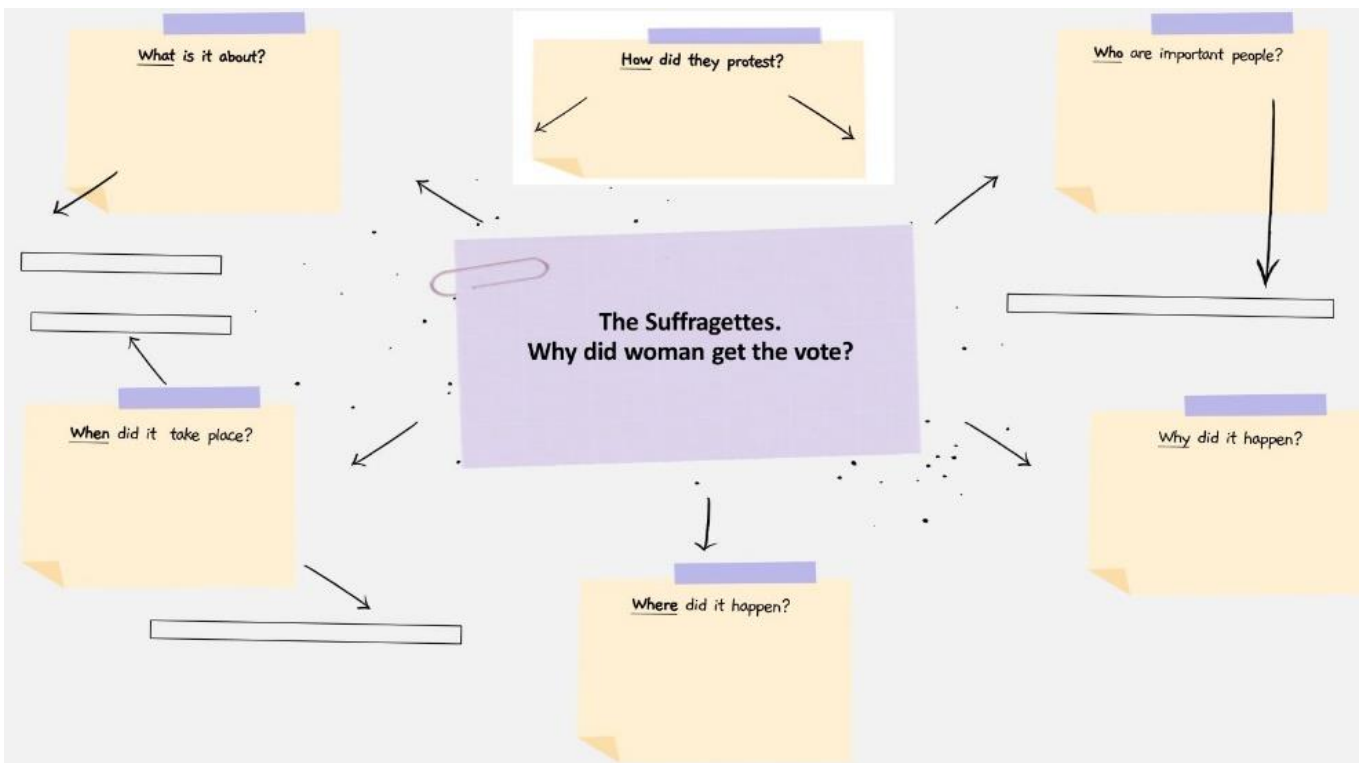 What is it about?
How did they protest?
Who are important people?
The Suffragettes.
Why did woman get the vote?
When did it take place?
Why did it happen?
Where did it happen?